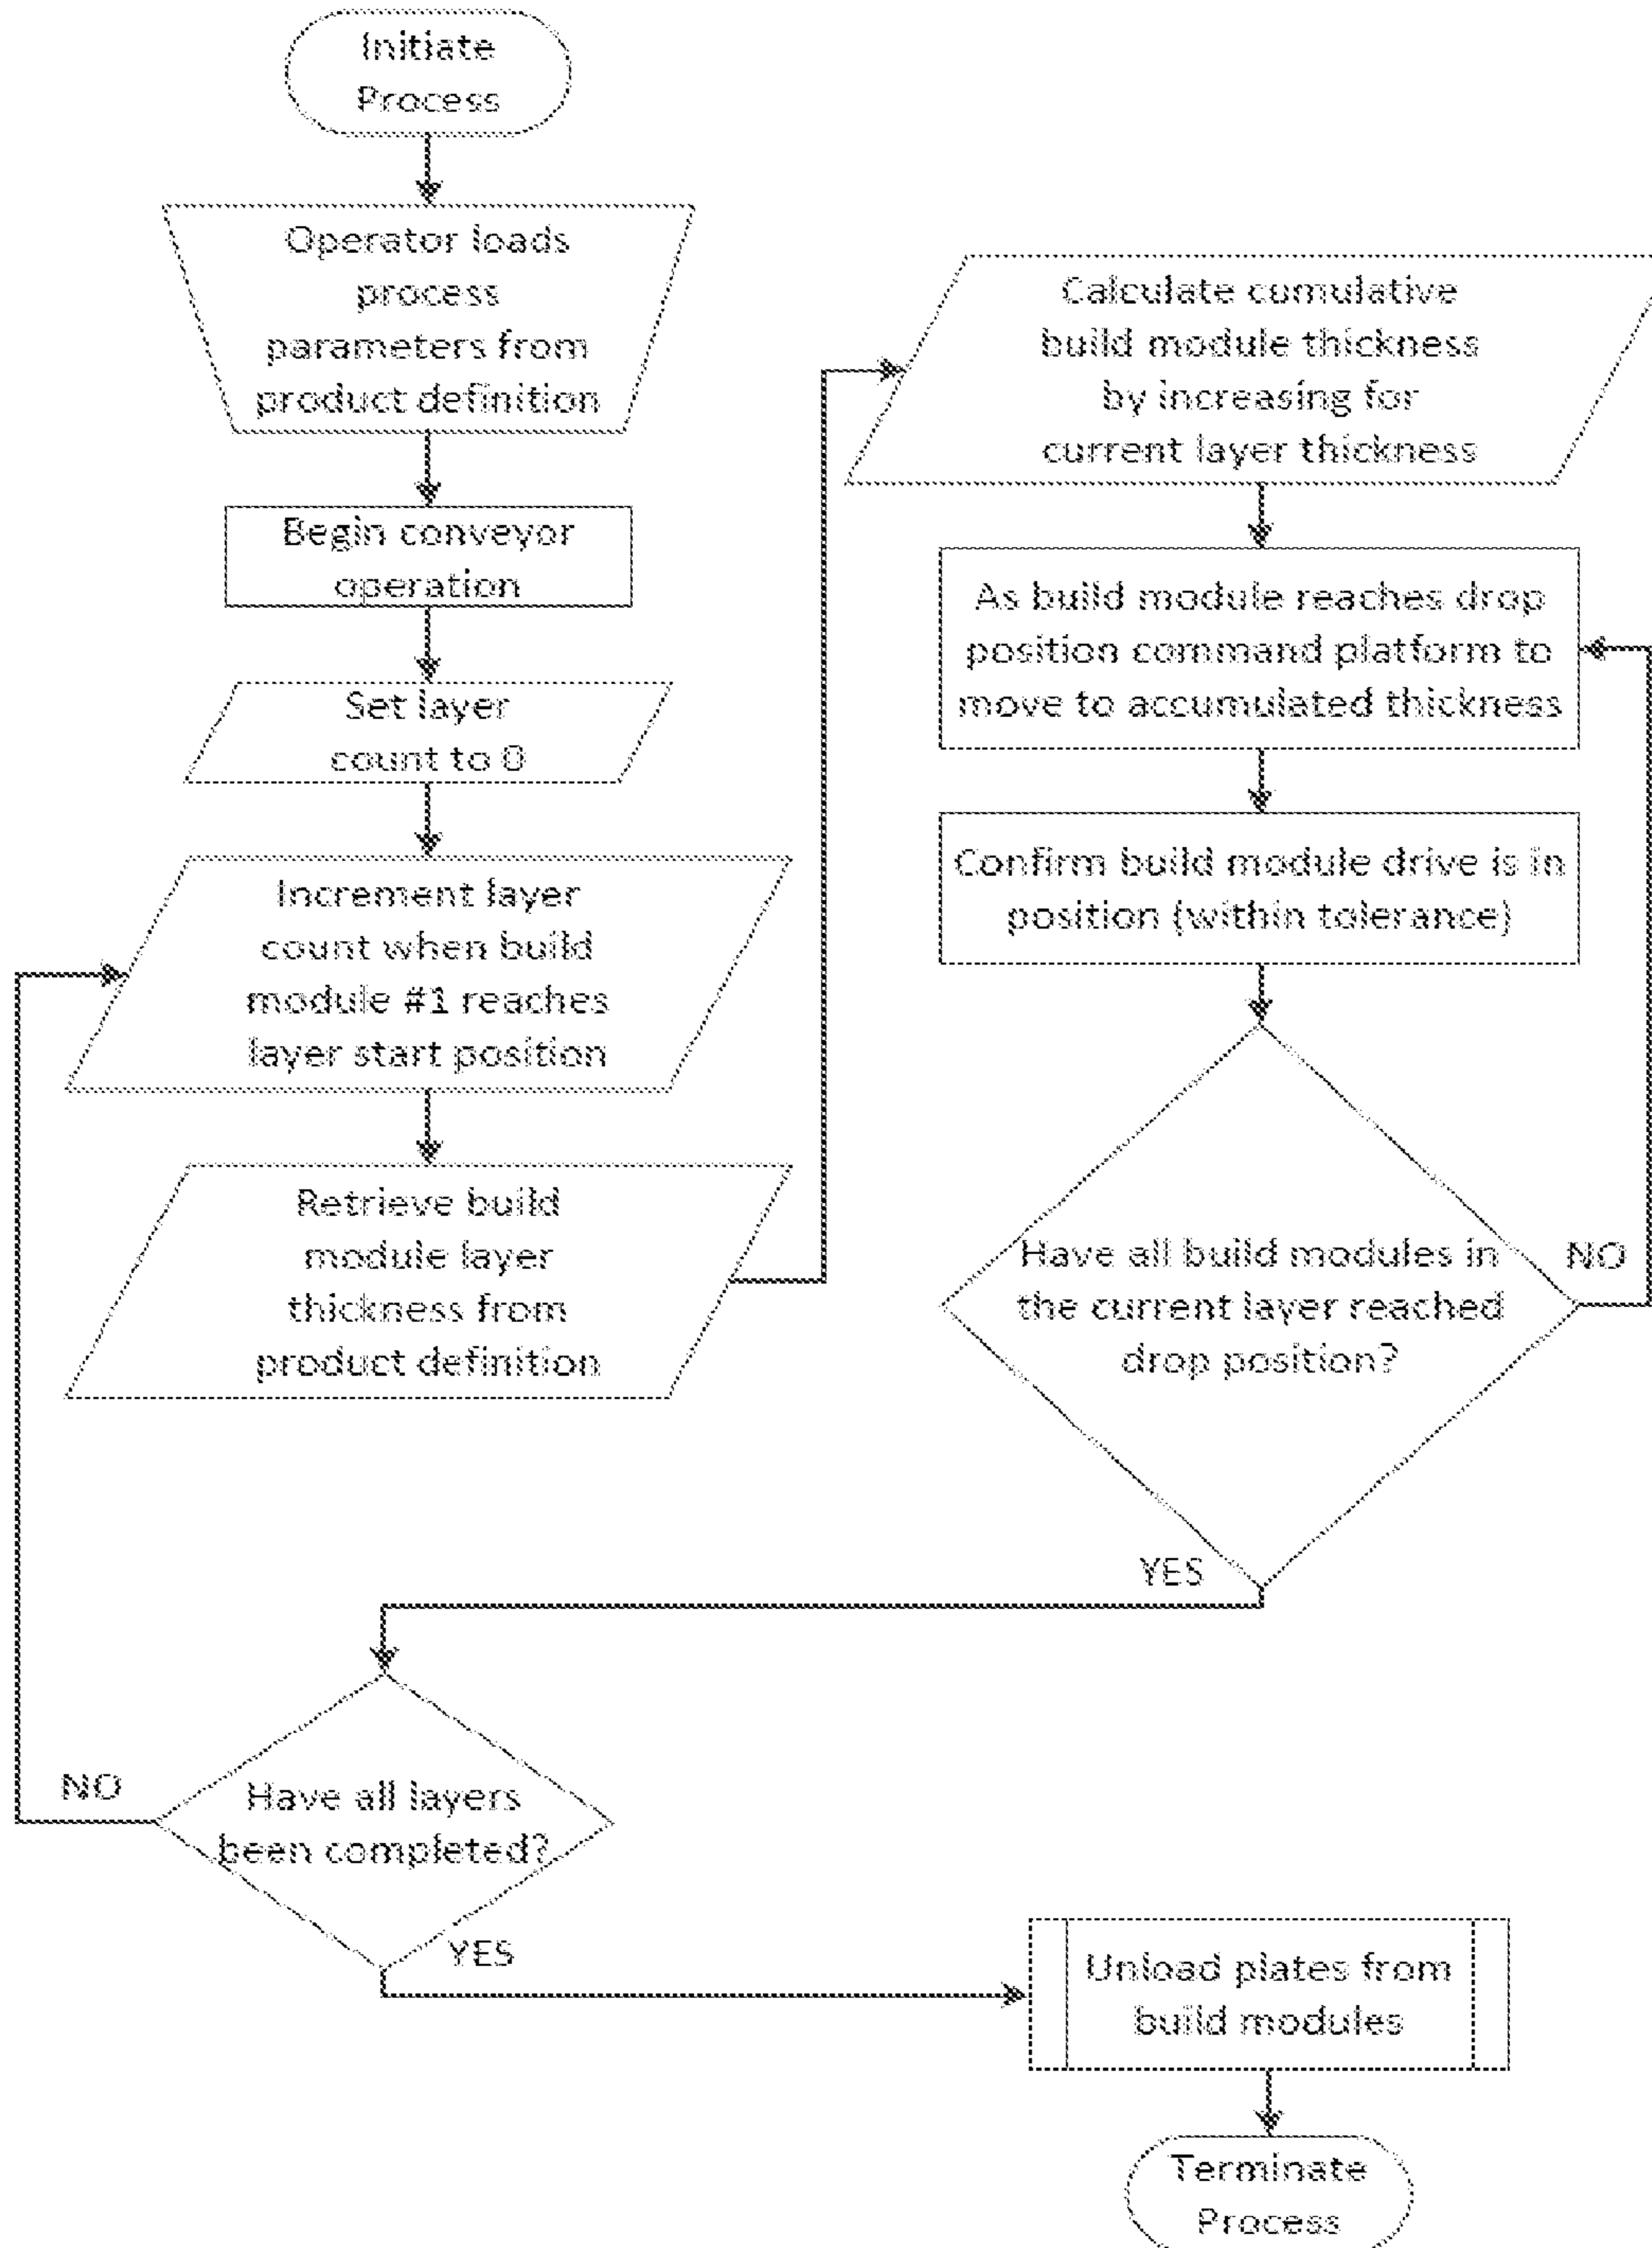 Initiate
Process
Operator loads
process
parameters from
product definition
Begin conveyor
operation
Set layer
count to 0
Increment layer
count when build
module #1 reaches
layer start position
Retrieve build
module layer
thickness from
product definition
Calculate cumulative
build module thickness
by increasing for
current layer thickness
As build module reaches drop
position command platform to
move to accumulated thickness
Confirm build module drive is in
position (within tolerance)
Have all build modules in
the current layer reached
drop position?
NO
YES
Have all layers
been completed?
NO
YES
Unload plates from
build modules
Terminate
Process